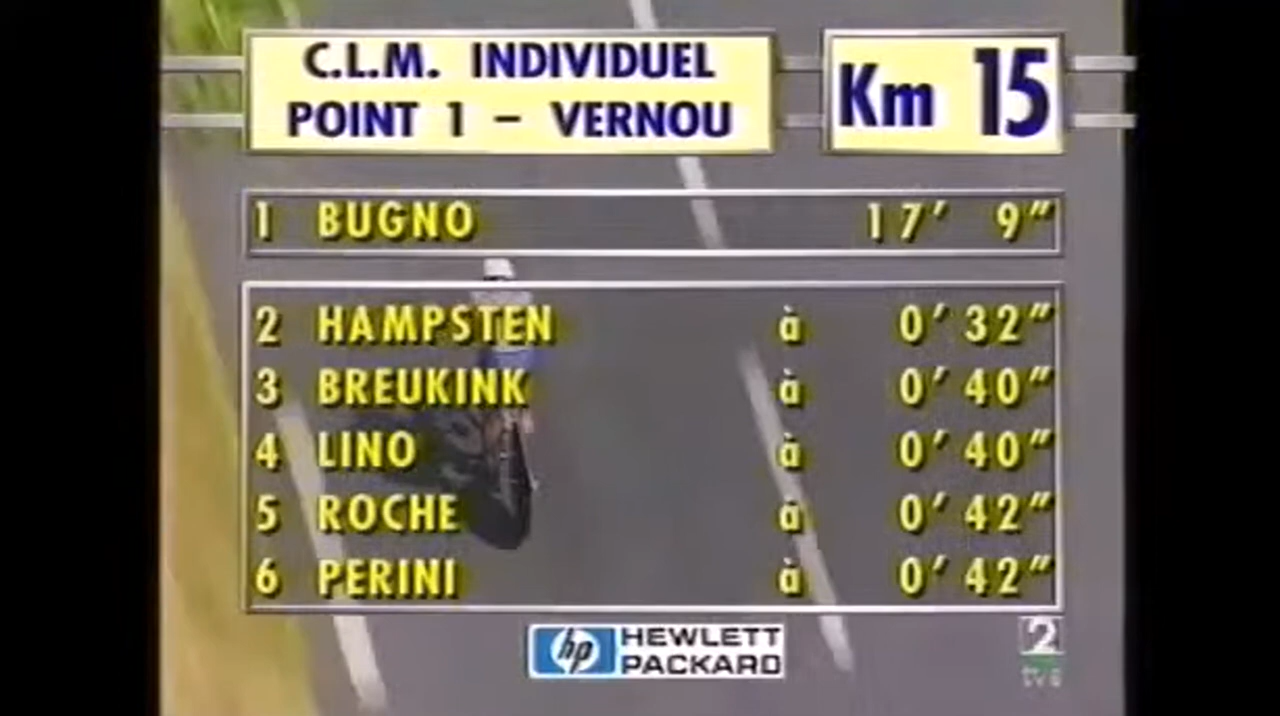 C.L.M. INDIVIDUEL
POINT 1 - VERNOU
Km 15
1 BUGNO 17' 9"
2 HAMPSTEN à 0'32"
3 BREUKINK à 0'40"
4 LINO à 0'40"
5 ROCHE à 0'42"
6 PERINI à 0'42"
hp HEWLETT
PACKARD
2
tve